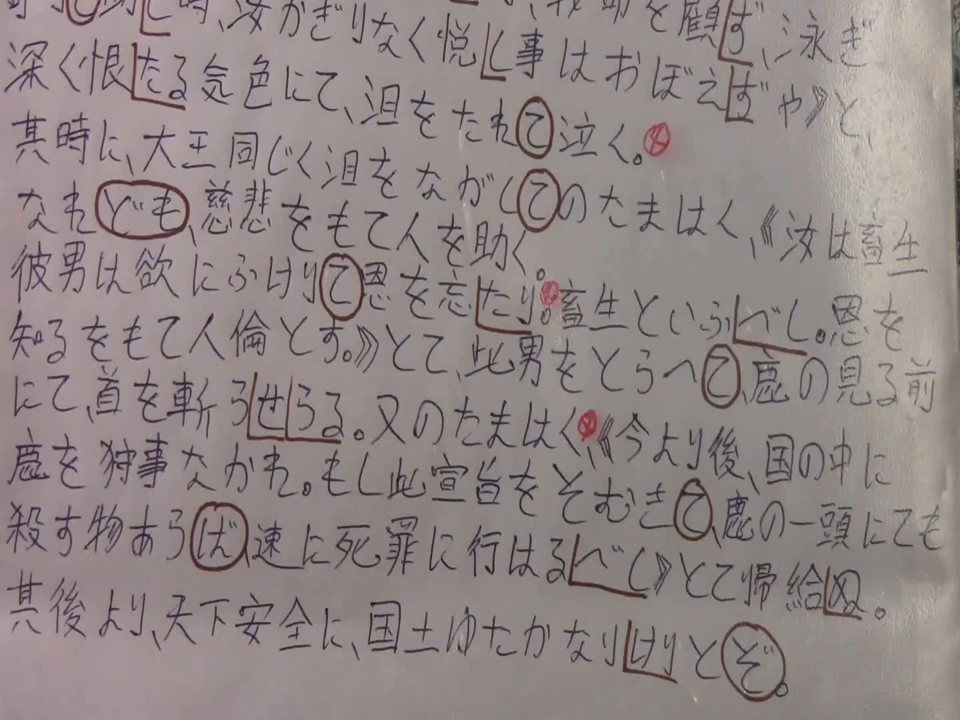 時、汝かぎりなく悦し事はおぼえずや》と、
深く恨たる気色にて、泪をたれて泣く。
其時に、大王同じく泪をながしてのたまはく、《汝は畜生
なれども、慈悲をもて人を助く。
彼男は欲にふけりて恩を忘たり。畜生といふべし。恩を
知るをもて人倫とす。》とて、此男をとらへて、鹿の見る前
にて、首を斬らせらる。又のたまはく、《今より後、国の中に
鹿を狩事なかれ。もし此宣旨をそむきて、鹿の一頭にても
殺す物あらば、速に死罪に行はるべし》とて帰給ぬ。
其後より、天下安全に、国土ゆたかなりけりとぞ。